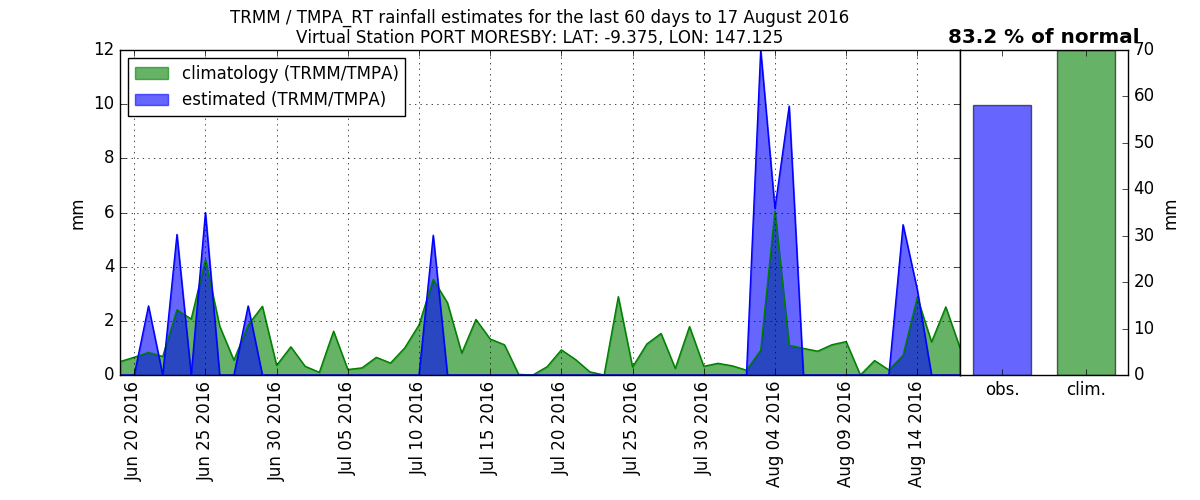 TRMM / TMPA_RT rainfall estimates for the last 60 days to 17 August 2016
Virtual Station PORT MORESBY: LAT: -9.375, LON: 147.125
83.2 % of normal
climatology (TRMM/TMPA)
estimated (TRMM/TMPA)
12
10
8
6
4
2
0
mm
Jun 20 2016
Jun 25 2016
Jun 30 2016
Jul 05 2016
Jul 10 2016
Jul 15 2016
Jul 20 2016
Jul 25 2016
Jul 30 2016
Aug 04 2016
Aug 09 2016
Aug 14 2016
obs.
clim.
70
60
50
40
30
20
10
0
mm